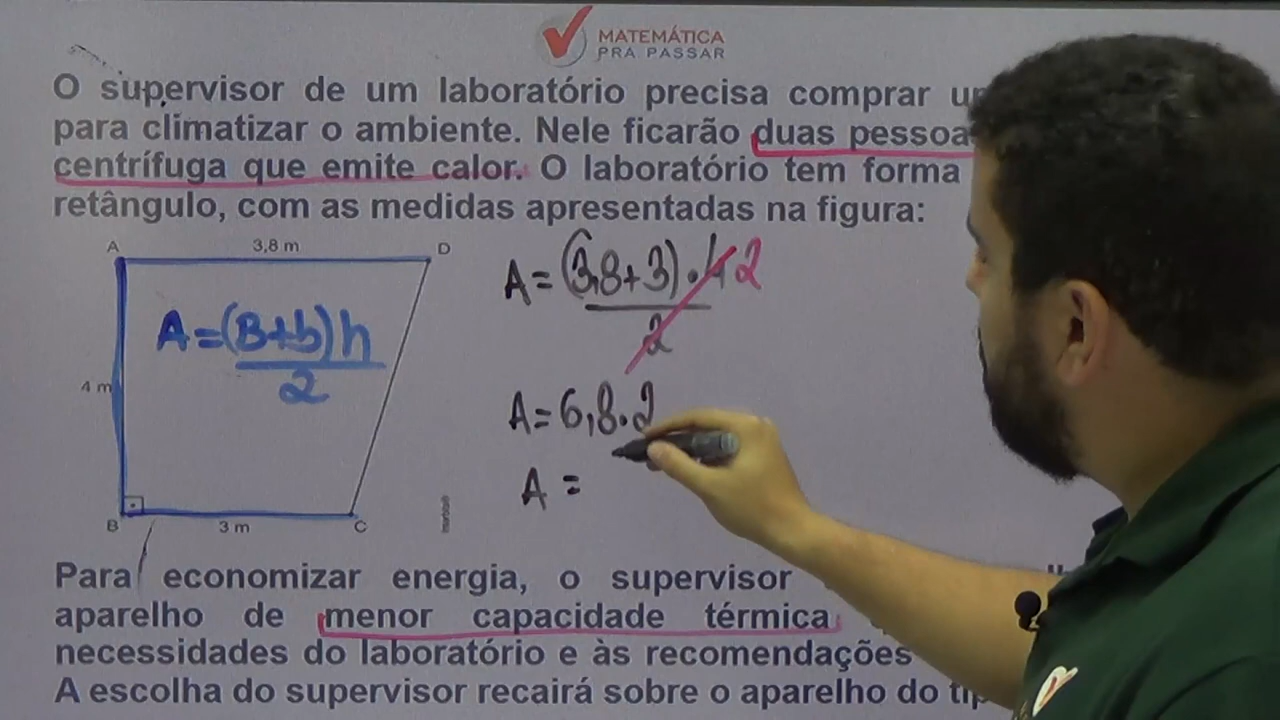 MATEMÁTICA
PRA PASSAR
O supervisor de um laboratório precisa comprar
para climatizar o ambiente. Nele ficarão duas
centrífuga que emite calor. O laboratório tem forma
retângulo, com as medidas apresentadas na figura:
A 3,8 m D
A=(3,8+3).4 2
2
A=(B+b)h
2
4 m
A=6,8.2
A =
B 3 m C
Para economizar energia, o supervisor
aparelho de menor capacidade térmica
necessidades do laboratório e às recomendações
A escolha do supervisor recairá sobre o aparelho do